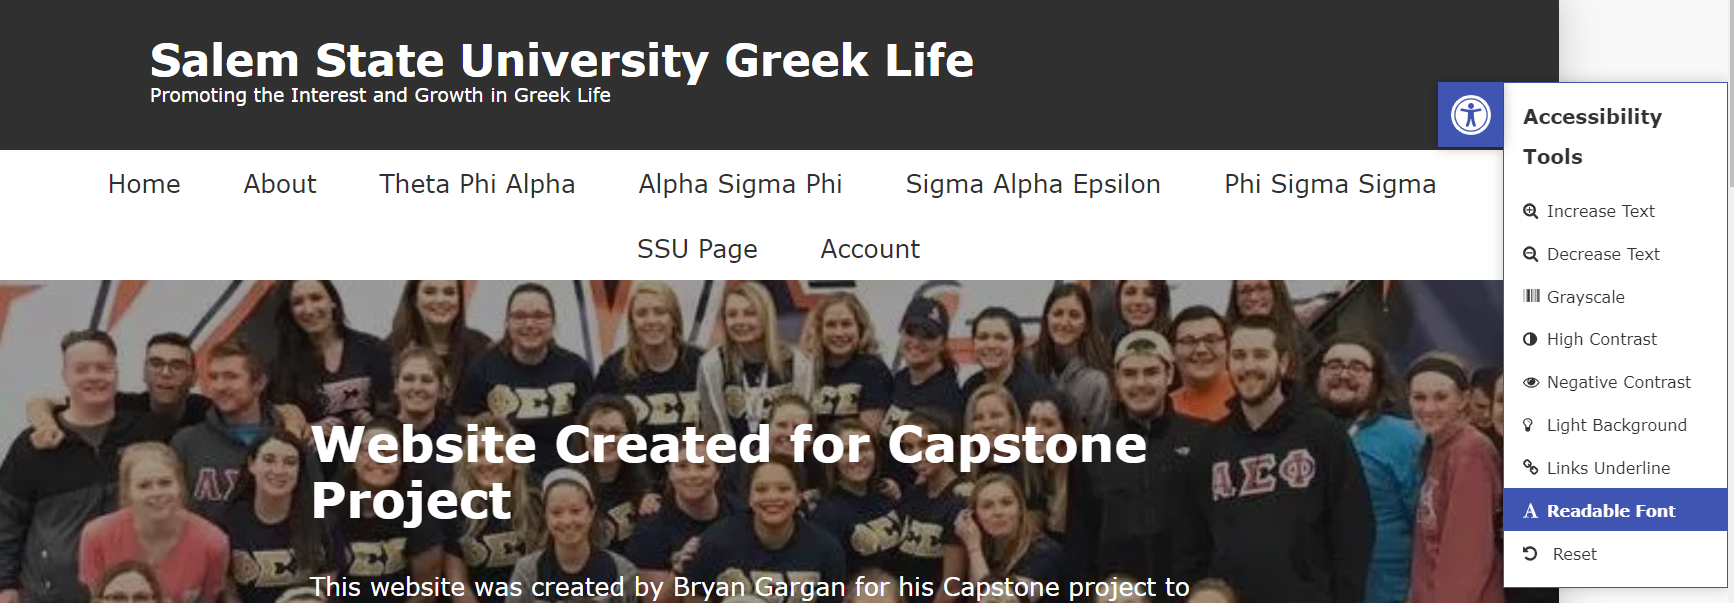 Salem State University Greek Life
Promoting the Interest and Growth in Greek Life
Home About Theta Phi Alpha Alpha Sigma Phi Sigma Alpha Epsilon Phi Sigma Sigma
SSU Page Account
Accessibility
Tools
Increase Text
Decrease Text
Grayscale
High Contrast
Negative Contrast
Light Background
Links Underline
Readable Font
Reset
ΦΣΣ
ΑΣΦ
Website Created for Capstone
Project
This website was created by Bryan Gargan for his Capstone project to